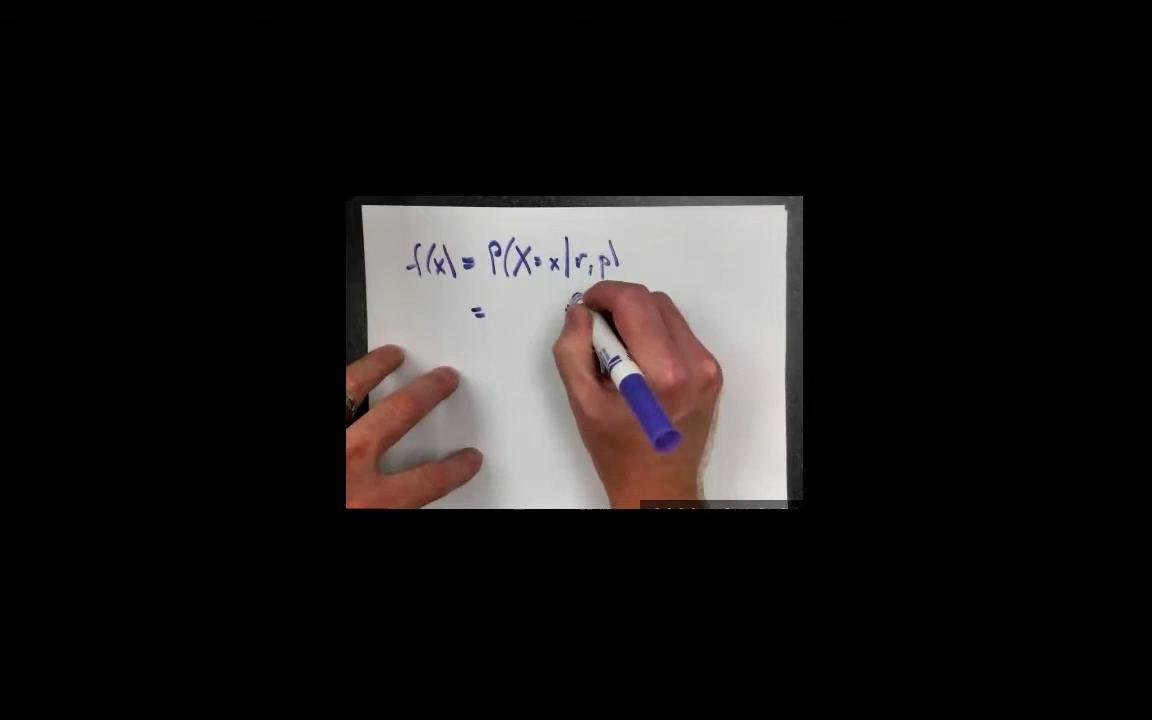 f(x) = P(X = x | r, p)
=